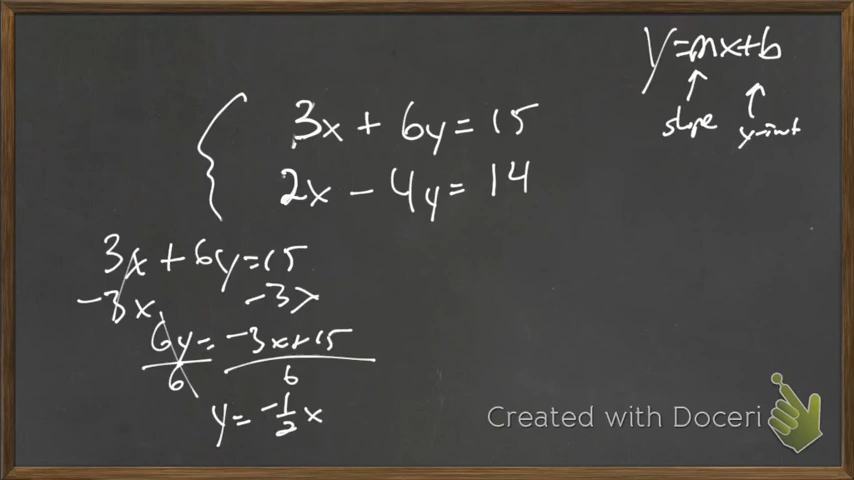 y=mx+b
slope y-int
3x + 6y = 15
2x - 4y = 14
3x + 6y = 15
-3x -3x
6y = -3x+15
6 6
y = -1/2 x
Created with Doceri